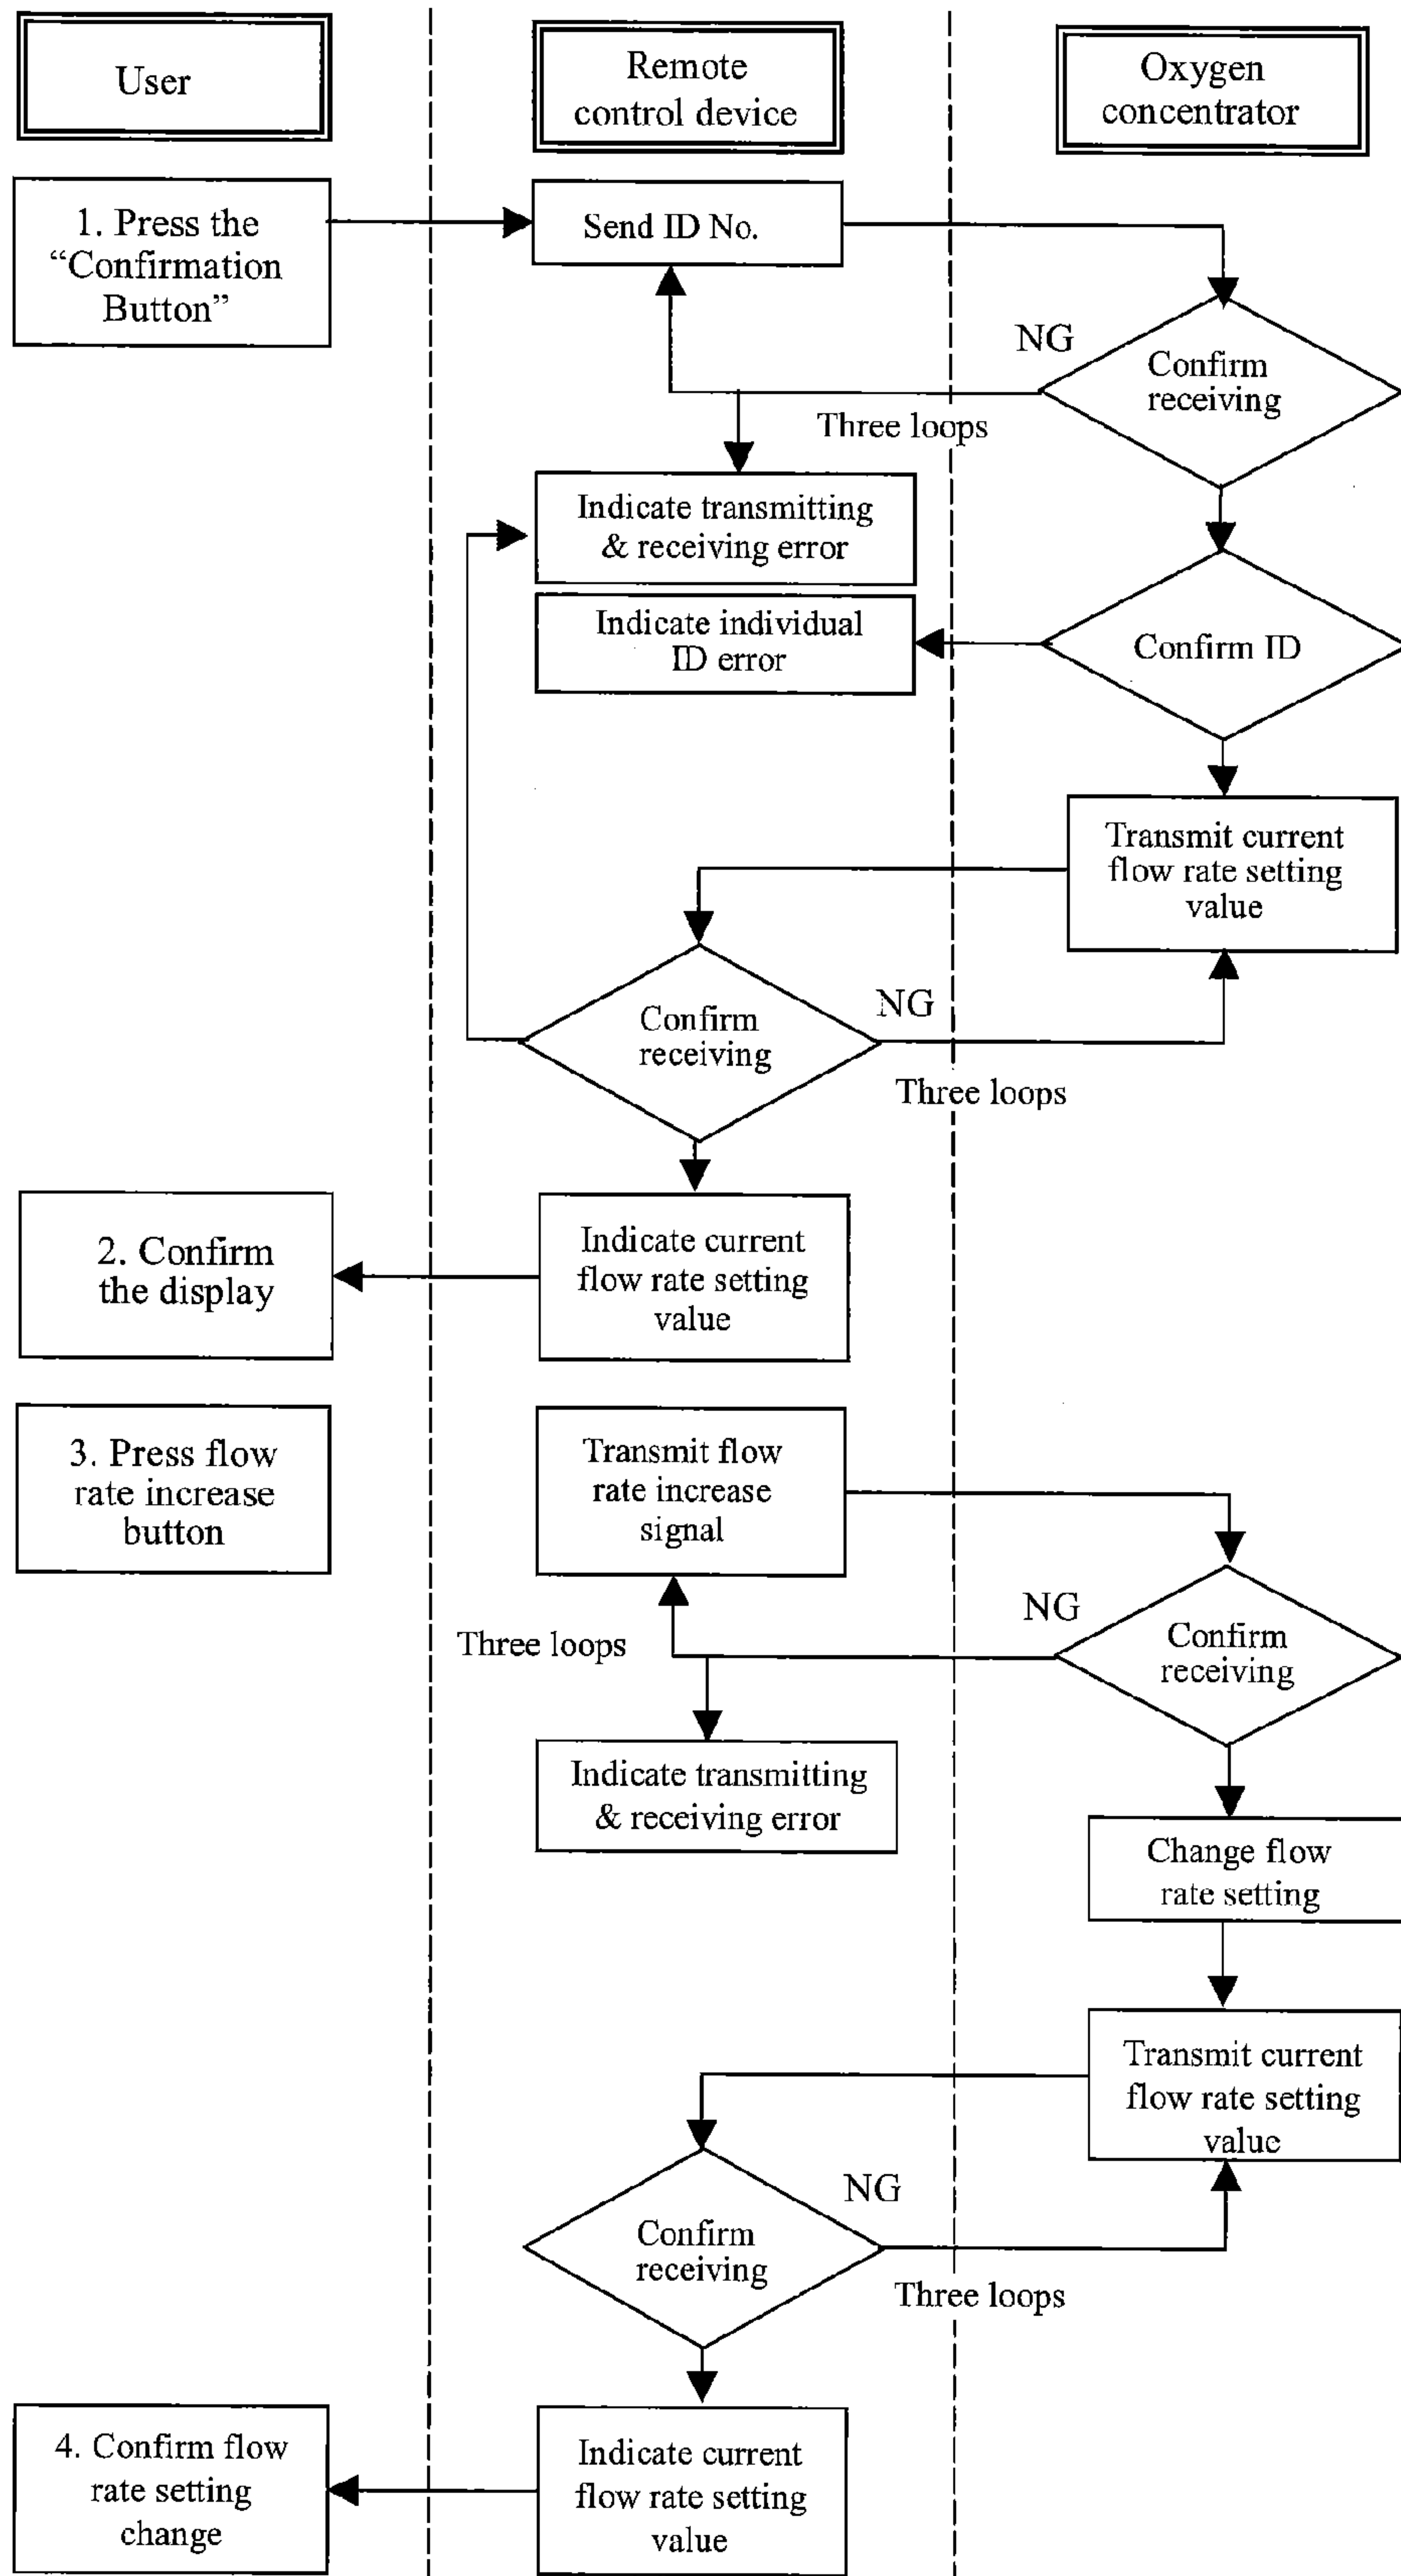 User
Remote
control device
Oxygen
concentrator
1. Press the
“Confirmation
Button”
Send ID No.
NG
Confirm
receiving
Three loops
Indicate transmitting
& receiving error
Indicate individual
ID error
Confirm ID
Transmit current
flow rate setting
value
Confirm
receiving
NG
Three loops
2. Confirm
the display
Indicate current
flow rate setting
value
3. Press flow
rate increase
button
Transmit flow
rate increase
signal
NG
Confirm
receiving
Three loops
Indicate transmitting
& receiving error
Change flow
rate setting
Transmit current
flow rate setting
value
NG
Confirm
receiving
Three loops
4. Confirm flow
rate setting
change
Indicate current
flow rate setting
value